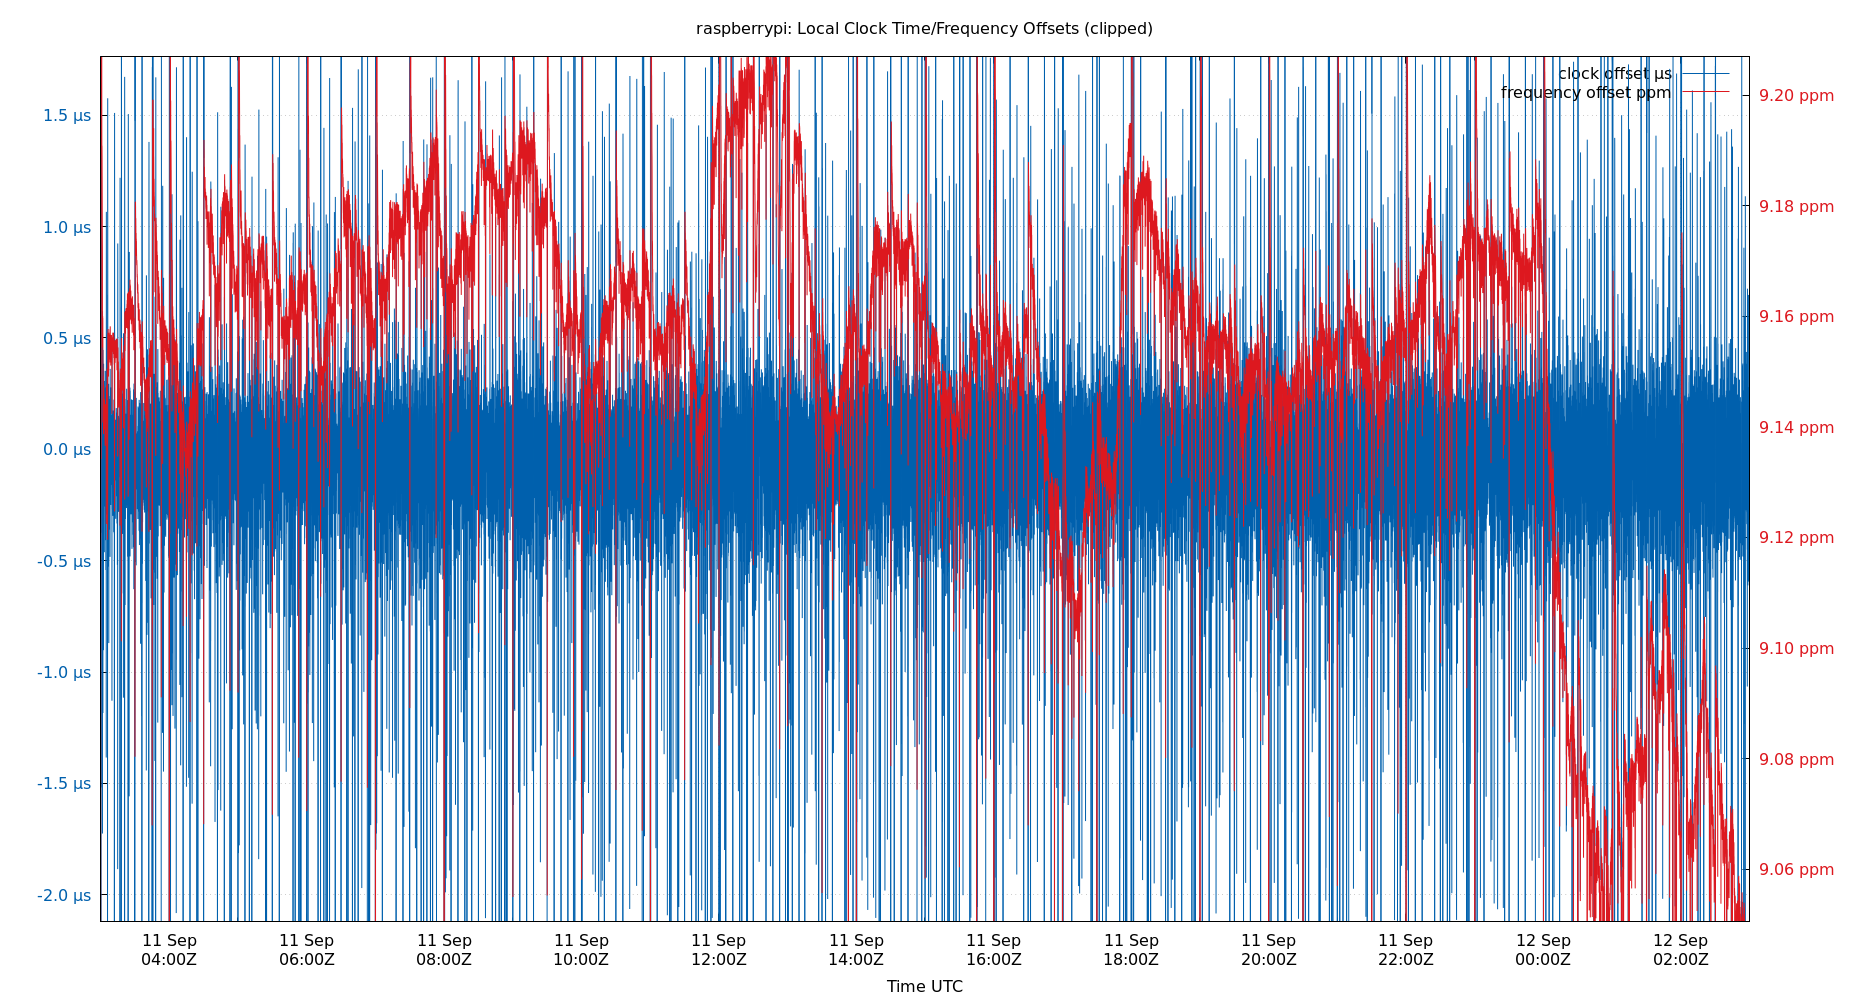 raspberrypi: Local Clock Time/Frequency Offsets (clipped)
clock offset µs
frequency offset ppm
1.5 µs
1.0 µs
0.5 µs
0.0 µs
-0.5 µs
-1.0 µs
-1.5 µs
-2.0 µs
9.20 ppm
9.18 ppm
9.16 ppm
9.14 ppm
9.12 ppm
9.10 ppm
9.08 ppm
9.06 ppm
11 Sep 11 Sep 11 Sep 11 Sep 11 Sep 11 Sep 11 Sep 11 Sep 11 Sep 11 Sep 12 Sep 12 Sep
04:00Z 06:00Z 08:00Z 10:00Z 12:00Z 14:00Z 16:00Z 18:00Z 20:00Z 22:00Z 00:00Z 02:00Z
Time UTC